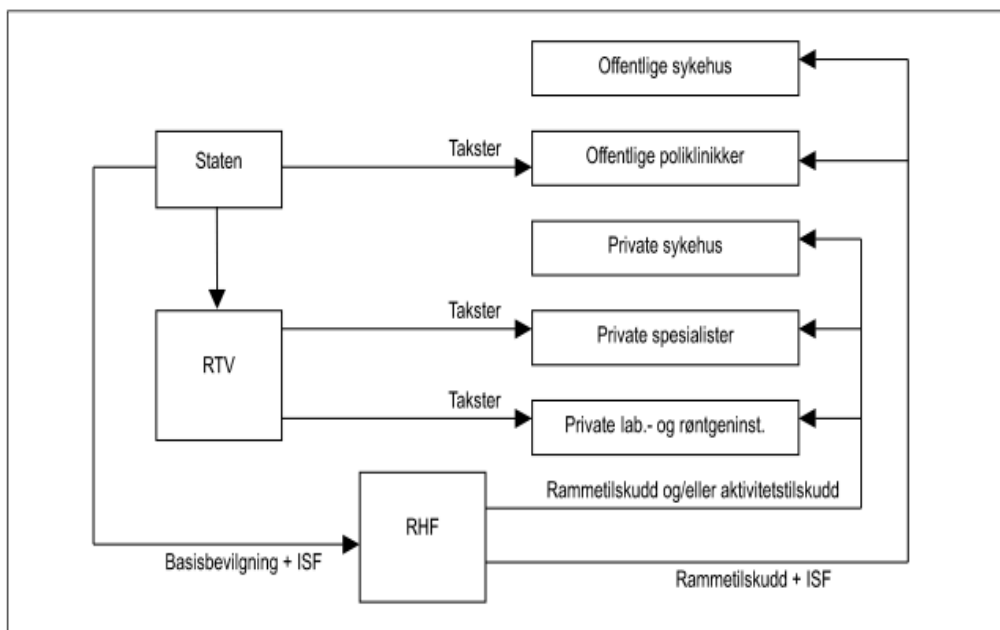 Offentlige sykehus
Staten
Takster
Offentlige poliklinikker
Private sykehus
RTV
Takster
Private spesialister
Takster
Private lab.- og røntgeninst.
Rammetilskudd og/eller aktivitetstilskudd
RHF
Basisbevilgning + ISF
Rammetilskudd + ISF